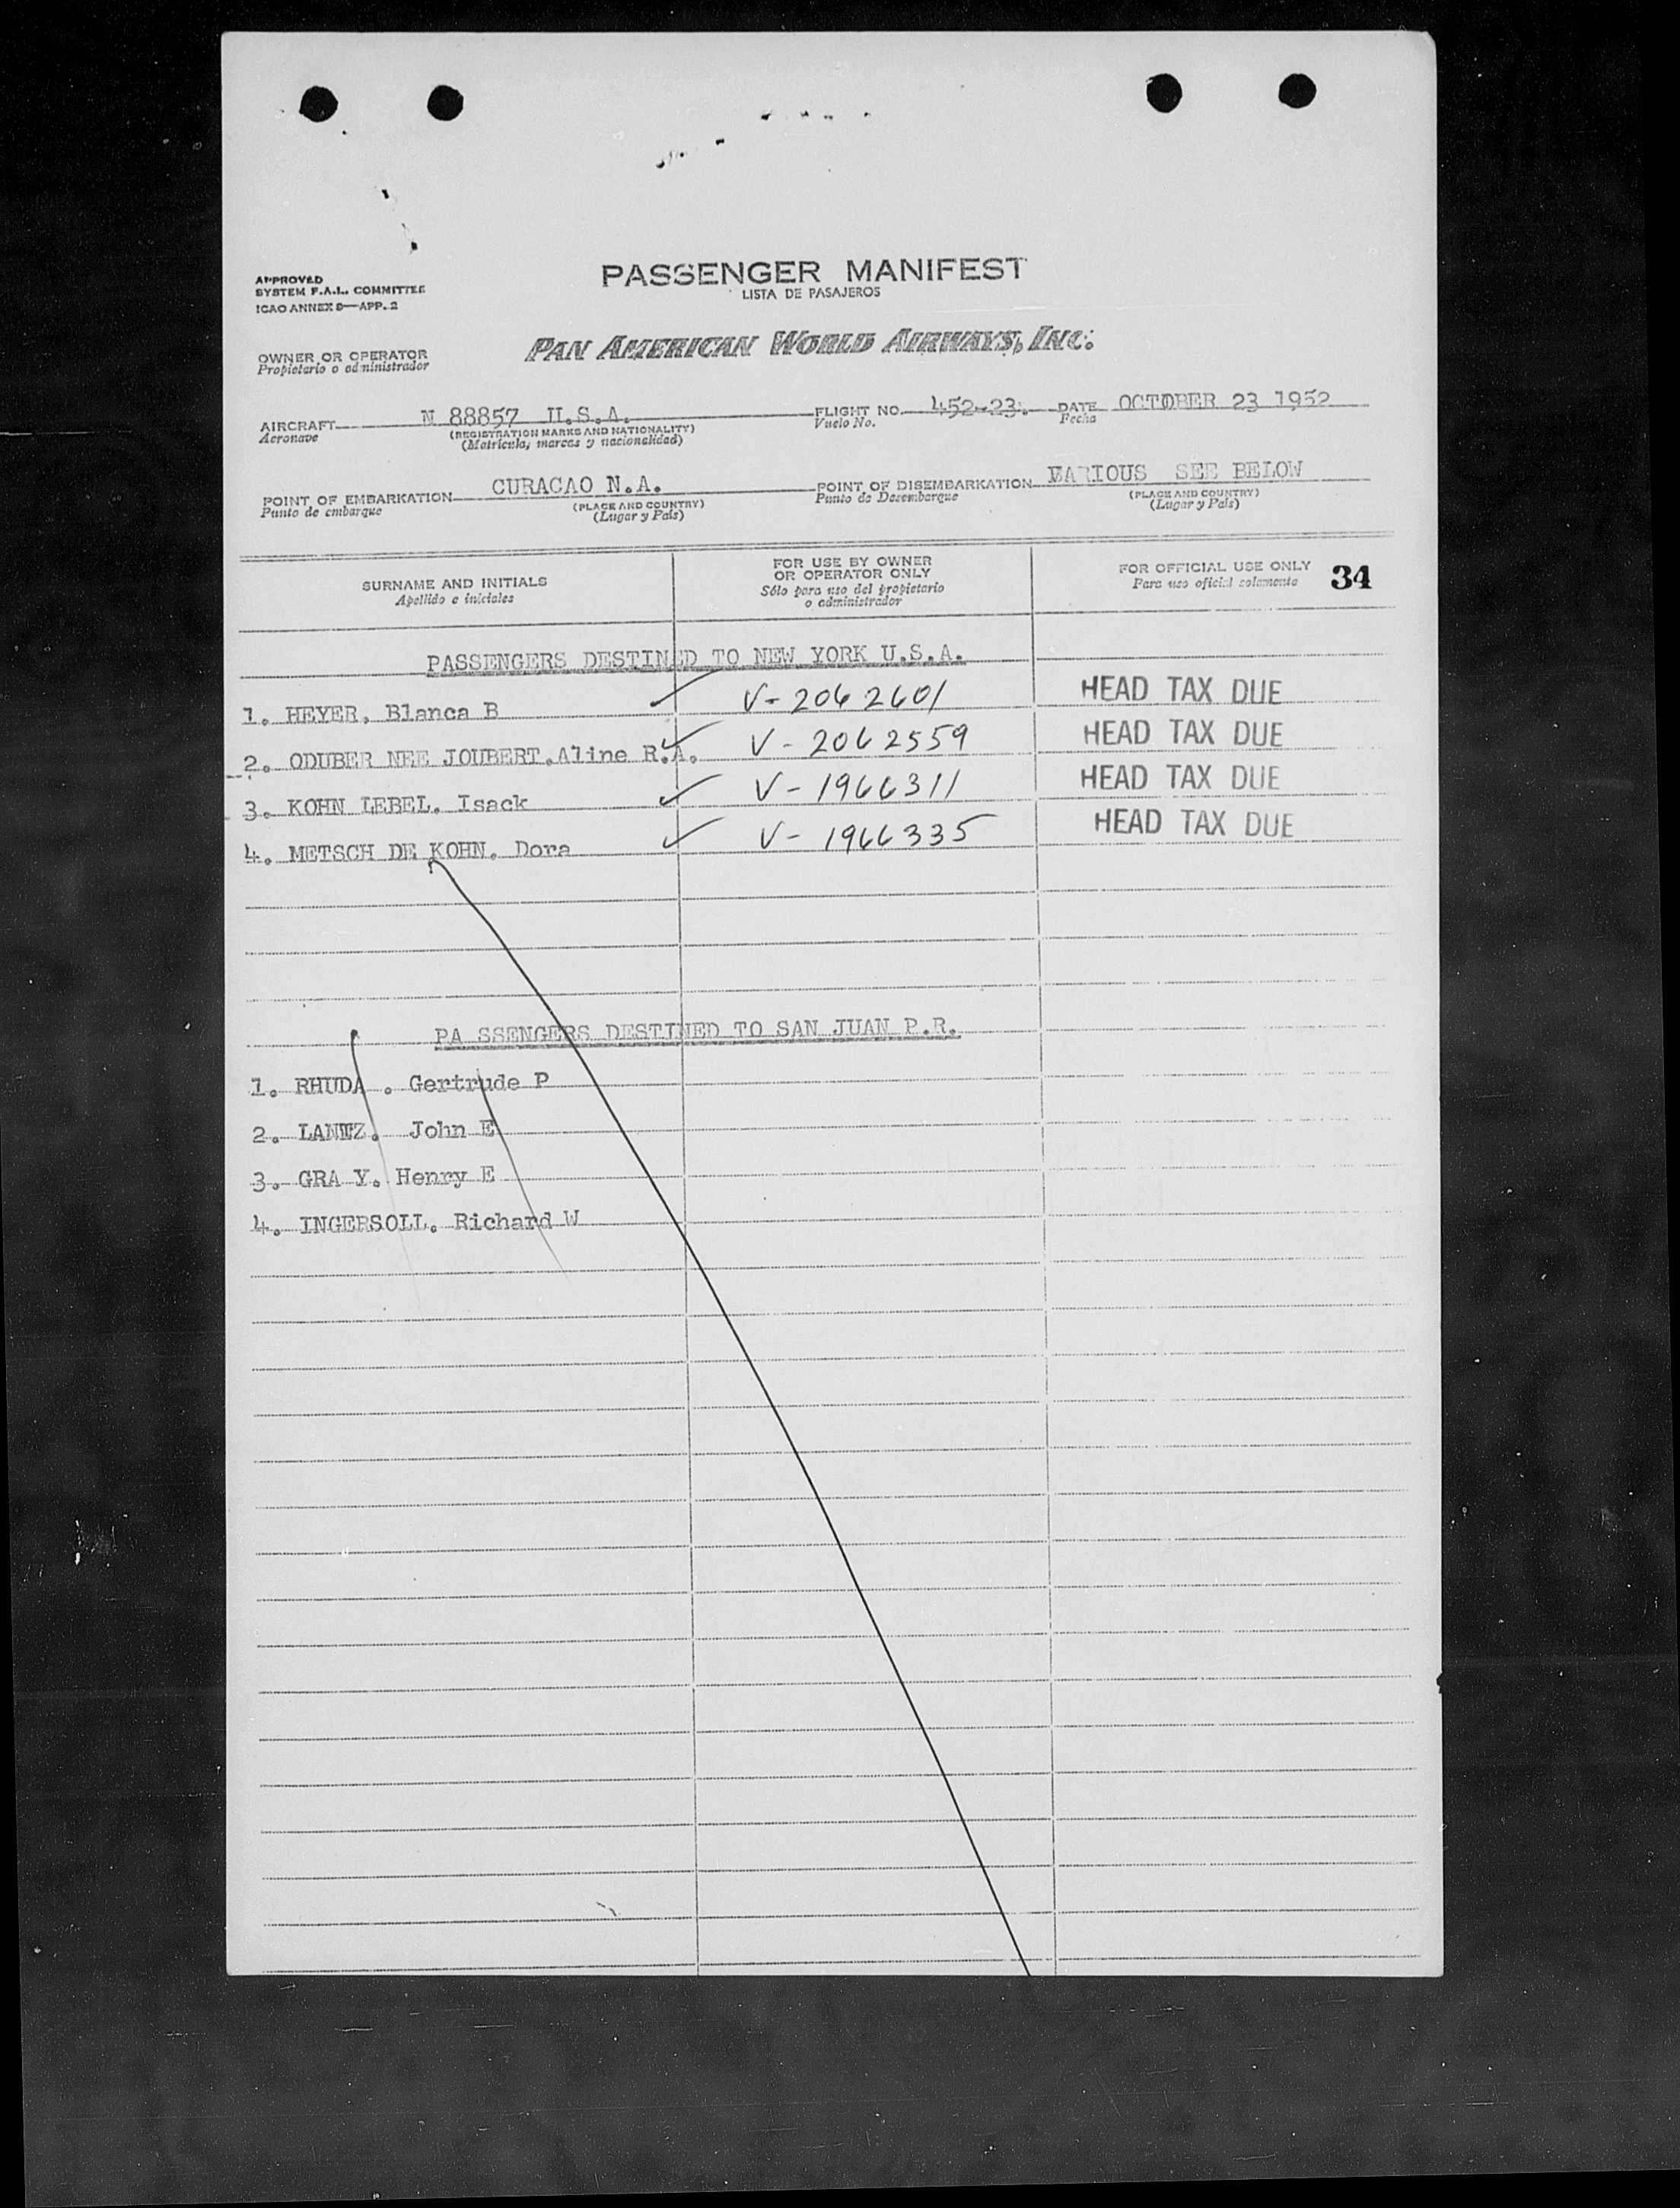 PASSENGER MANIFEST
LISTA DE PASAJEROS
APPROVED
SYSTEM F.A.L. COMMITTEE
ICAO ANNEX 9—APP. 2
PAN AMERICAN WORLD AIRWAYS, INC.
OWNER OR OPERATOR
Propietario o administrador
AIRCRAFT N 88857 U.S.A. FLIGHT NO. 452-23. DATE OCTOBER 23 1952
Aeronave (REGISTRATION MARKS AND NATIONALITY) Vuelo No. Fecha
(Matrícula, marcas y nacionalidad)
POINT OF EMBARKATION CURACAO N.A. POINT OF DISEMBARKATION VARIOUS SEE BELOW
Punto de embarque (PLACE AND COUNTRY) Punto de Desembarque (PLACE AND COUNTRY)
(Lugar y País) (Lugar y País)
SURNAME AND INITIALS FOR USE BY OWNER OR OPERATOR ONLY FOR OFFICIAL USE ONLY 34
Apellido e iniciales Sólo para uso del propietario o administrador Para uso oficial solamente
PASSENGERS DESTINED TO NEW YORK U.S.A.
1. HEYER. Blanca B ✓ V-2062601 HEAD TAX DUE
2. ODUBER NEE JOUBERT.Aline R.A. ✓ V-2062559 HEAD TAX DUE
3. KOHN LEBEL. Isack ✓ V-1966311 HEAD TAX DUE
4. METSCH DE KOHN. Dora ✓ V-1966335 HEAD TAX DUE
PA SSENGERS DESTINED TO SAN JUAN P.R.
1. RHUDA . Gertrude P
2. LANTZ. John E
3. GRA Y. Henry E
4. INGERSOLL. Richard W